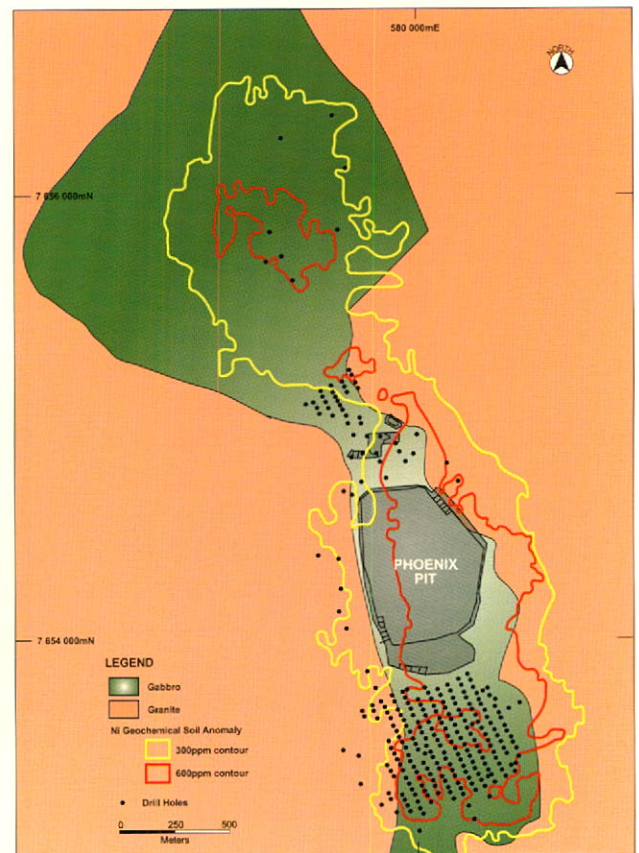 580 000mE
NORTH
7 656 000mN
PHOENIX
PIT
7 654 000mN
LEGEND
Gabbro
Granite
Ni Geochemical Soil Anomaly
300ppm contour
600ppm contour
Drill Holes
0 250 500
Meters